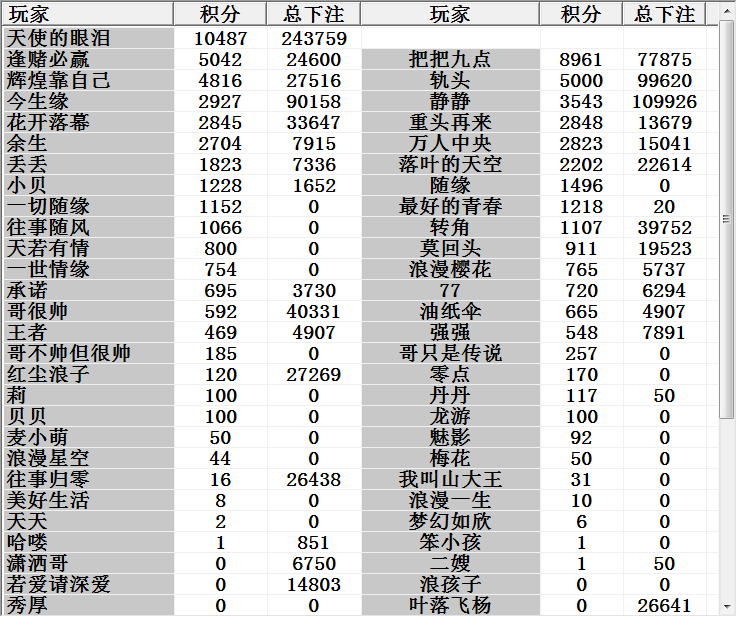 玩家 积分 总下注 玩家 积分 总下注
天使的眼泪 10487 243759
逢赌必赢 5042 24600 把把九点 8961 77875
辉煌靠自己 4816 27516 轨头 5000 99620
今生缘 2927 90158 静静 3543 109926
花开落幕 2845 33647 重头再来 2848 13679
余生 2704 7915 万人中央 2823 15041
丢丢 1823 7336 落叶的天空 2202 22614
小贝 1228 1652 随缘 1496 0
一切随缘 1152 0 最好的青春 1218 20
往事随风 1066 0 转角 1107 39752
天若有情 800 0 莫回头 911 19523
一世情缘 754 0 浪漫樱花 765 5737
承诺 695 3730 77 720 6294
哥很帅 592 40331 油纸伞 665 4907
王者 469 4907 强强 548 7891
哥不帅但很帅 185 0 哥只是传说 257 0
红尘浪子 120 27269 零点 170 0
莉 100 0 丹丹 117 50
贝贝 100 0 龙游 100 0
麦小萌 50 0 魅影 92 0
浪漫星空 44 0 梅花 50 0
往事归零 16 26438 我叫山大王 31 0
美好生活 8 0 浪漫一生 10 0
天天 2 0 梦幻如欣 6 0
哈喽 1 851 笨小孩 1 0
潇洒哥 0 6750 二嫂 1 50
若爱请深爱 0 14803 浪孩子 0 0
秀厚 0 0 叶落飞杨 0 26641